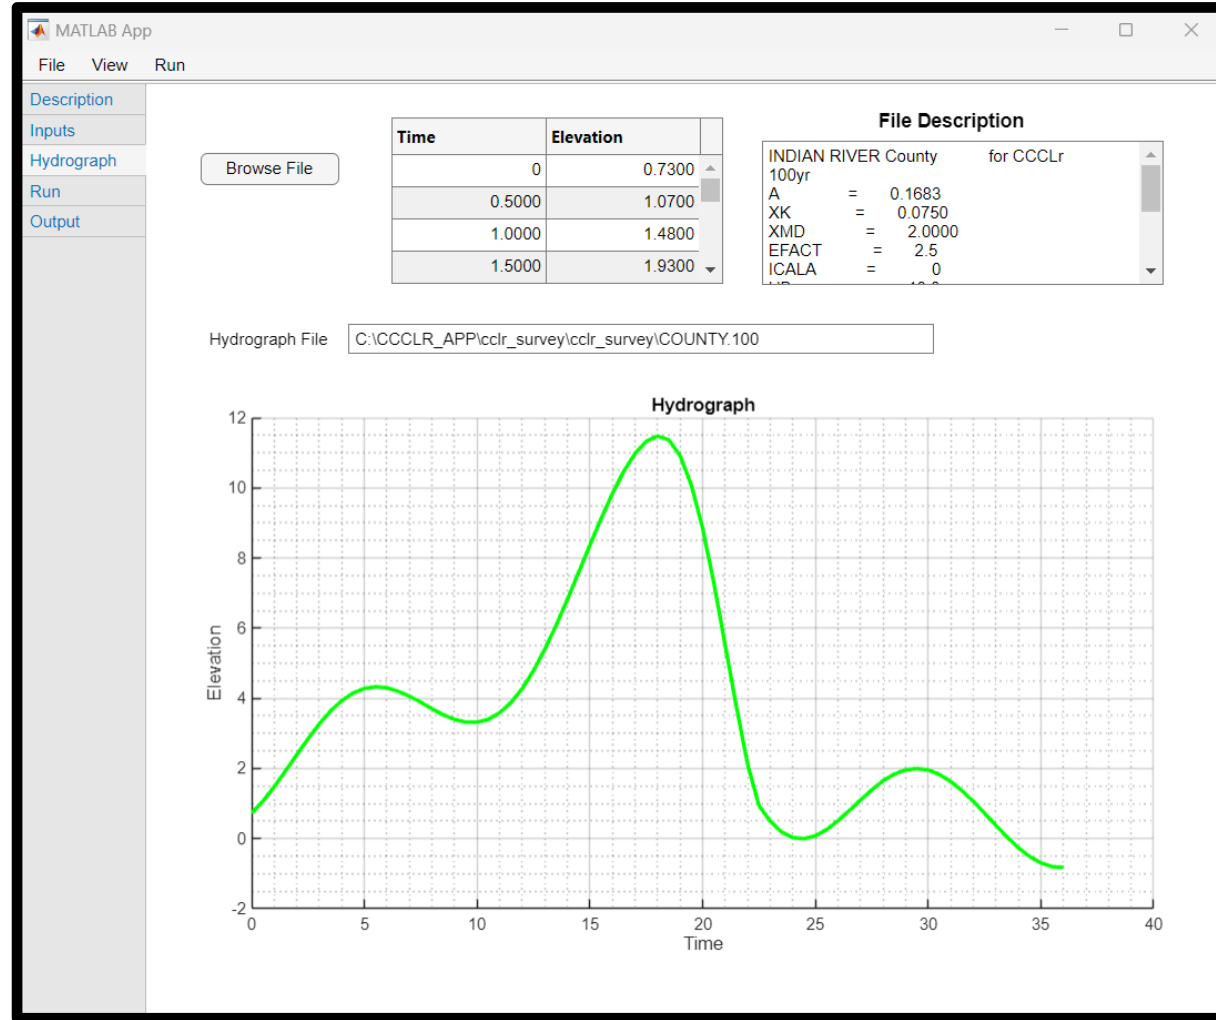 MATLAB App
File View Run
Description
Inputs
Hydrograph
Run
Output
Browse File
Time Elevation
0 0.7300
0.5000 1.0700
1.0000 1.4800
1.5000 1.9300
File Description
INDIAN RIVER County for CCCLr
100yr
A = 0.1683
XK = 0.0750
XMD = 2.0000
EFACT = 2.5
ICALA = 0
Hydrograph File C:\CCCLR_APP\cclr_survey\cclr_survey\COUNTY.100
Hydrograph
12
10
8
6
4
2
0
-2
Elevation
0 5 10 15 20 25 30 35 40
Time